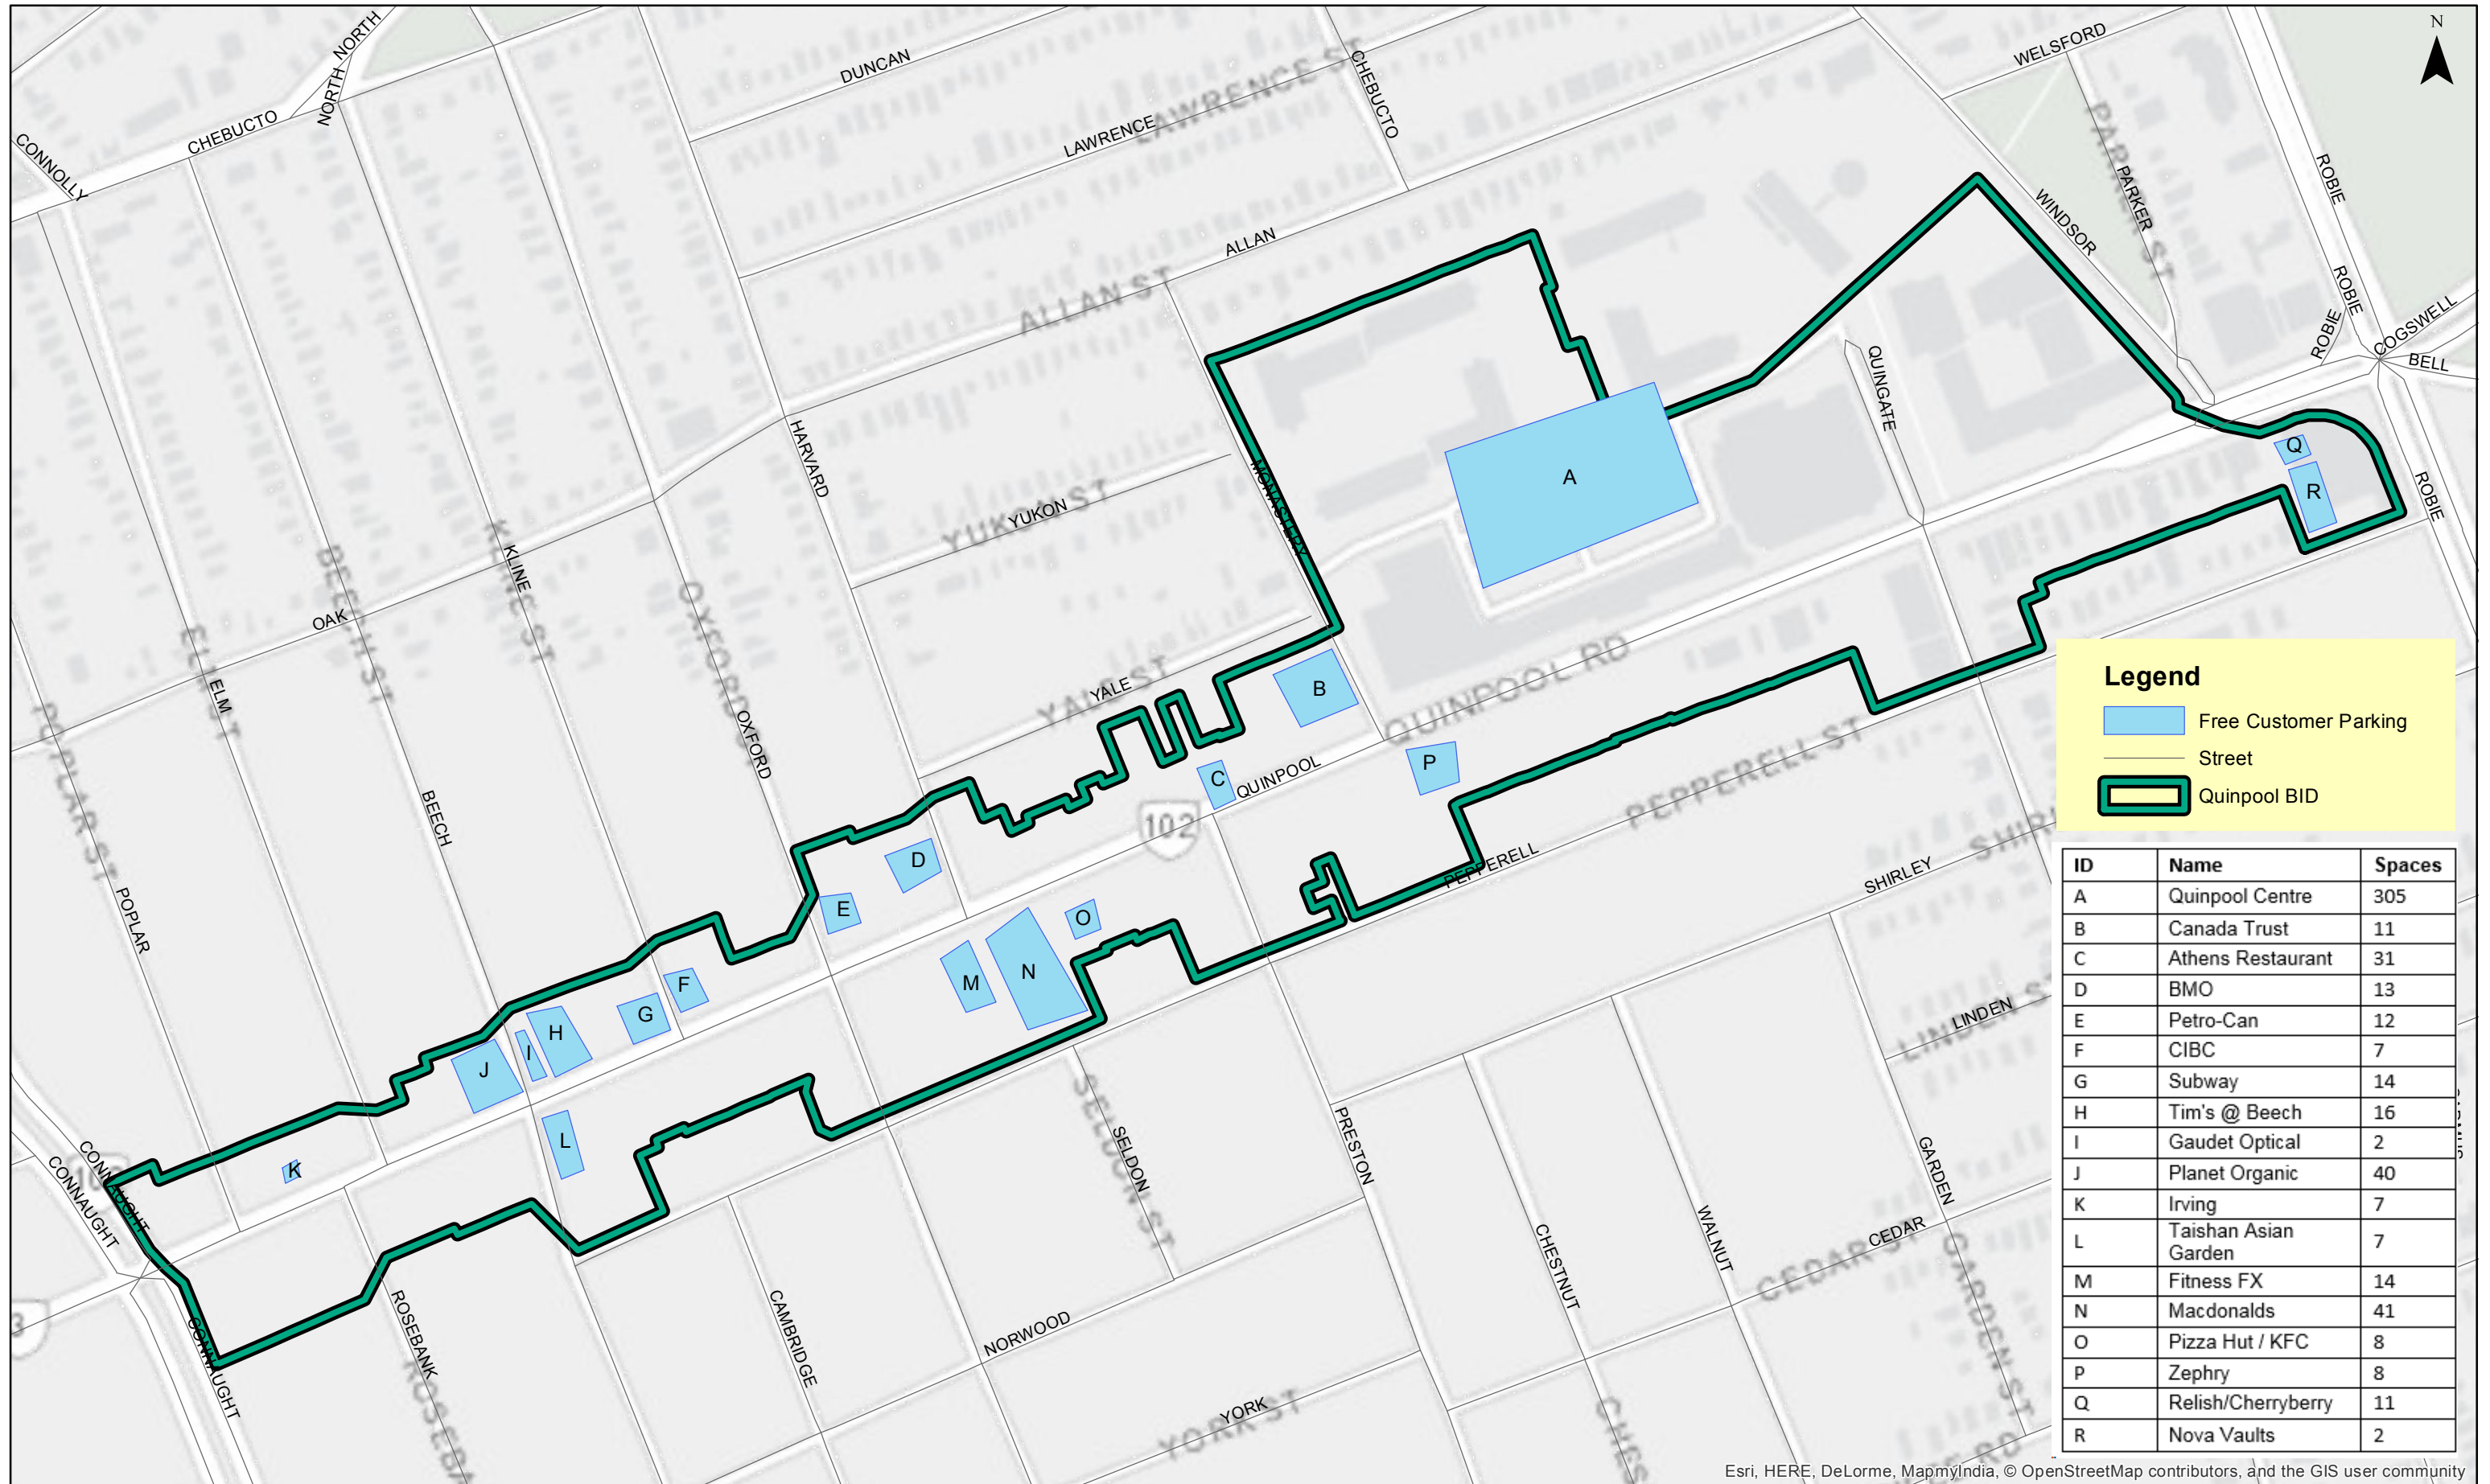 NORTH
NORTH
CHEBUCTO
CONNOLLY
DUNCAN
LAWRENCE ST
LAWRENCE
CHEBUCTO
WELSFORD
N
PARKER
ROBIE
WINDSOR
ROBIE
ROBIE
COGSWELL
BELL
ROBIE
ALLAN
ALLAN ST
QUINGATE
HARVARD
MONASTERY
YUKON ST
YUKON
OAK
KLINE
KLINE ST
BEECH ST
ELM ST
ELM
OXFORD ST
OXFORD
YALE
YALE ST
QUINPOOL RD
QUINPOOL
102
PEPPERELL ST
PEPPERELL
POPLAR ST
POPLAR
BEECH
SHIRLEY
LINDEN
CONNAUGHT
CONNAUGHT
CONNAUGHT
ROSEBANK
CAMBRIDGE
SELDON ST
SELDON
NORWOOD
YORK
YORK ST
PRESTON
CHESTNUT
WALNUT
GARDEN
GARDEN ST
CEDAR
CEDAR ST
3
A
B
C
D
E
F
G
H
I
J
K
L
M
N
O
P
Q
R
Legend
Free Customer Parking
Street
Quinpool BID
ID Name Spaces
A Quinpool Centre 305
B Canada Trust 11
C Athens Restaurant 31
D BMO 13
E Petro-Can 12
F CIBC 7
G Subway 14
H Tim's @ Beech 16
I Gaudet Optical 2
J Planet Organic 40
K Irving 7
L Taishan Asian
Garden 7
M Fitness FX 14
N Macdonalds 41
O Pizza Hut / KFC 8
P Zephry 8
Q Relish/Cherryberry 11
R Nova Vaults 2
Esri, HERE, DeLorme, MapmyIndia, © OpenStreetMap contributors, and the GIS user community